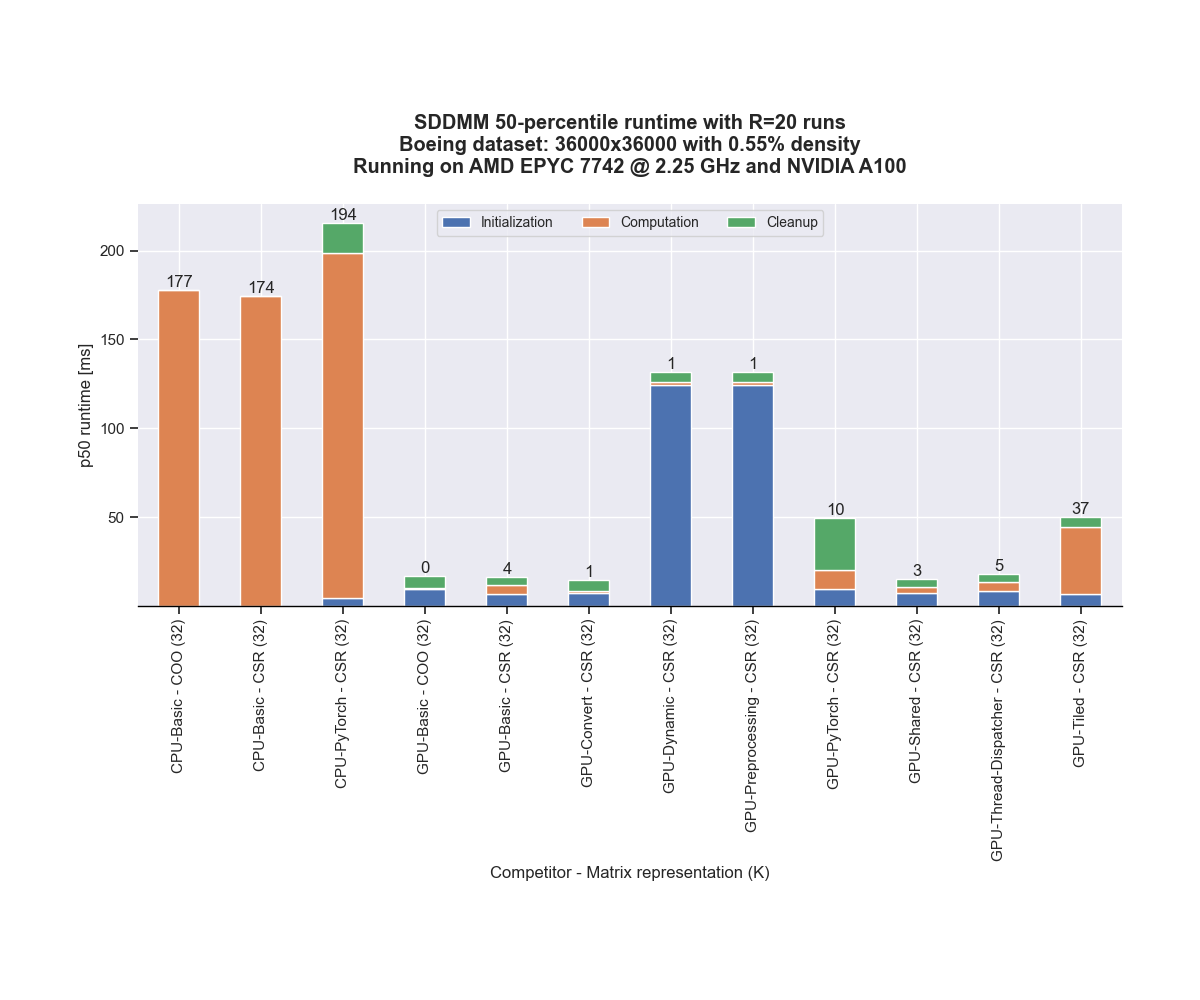 SDDMM 50-percentile runtime with R=20 runs
Boeing dataset: 36000x36000 with 0.55% density
Running on AMD EPYC 7742 @ 2.25 GHz and NVIDIA A100
Initialization
Computation
Cleanup
p50 runtime [ms]
200
150
100
50
177
174
194
0
4
1
1
1
10
3
5
37
CPU-Basic - COO (32)
CPU-Basic - CSR (32)
CPU-PyTorch - CSR (32)
GPU-Basic - COO (32)
GPU-Basic - CSR (32)
GPU-Convert - CSR (32)
GPU-Dynamic - CSR (32)
GPU-Preprocessing - CSR (32)
GPU-PyTorch - CSR (32)
GPU-Shared - CSR (32)
GPU-Thread-Dispatcher - CSR (32)
GPU-Tiled - CSR (32)
Competitor - Matrix representation (K)